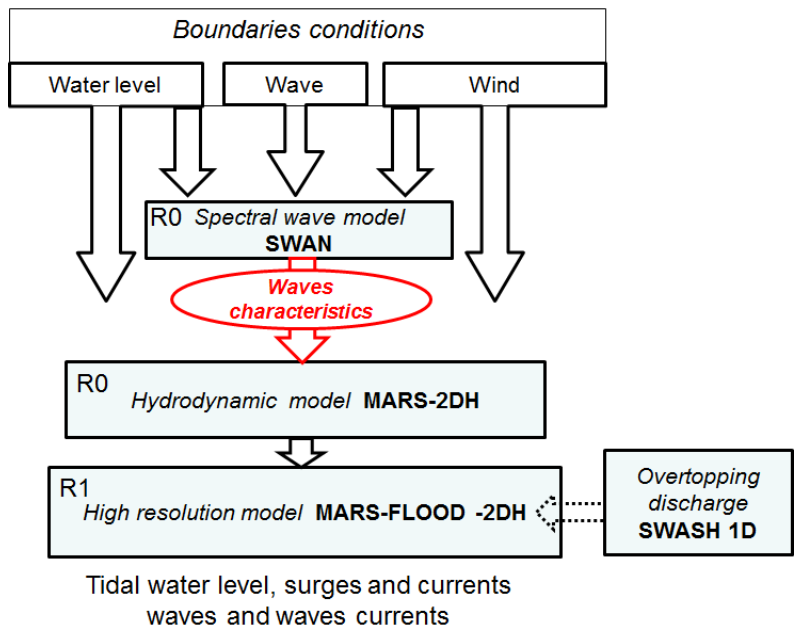 Boundaries conditions
Water level
Wave
Wind
R0 Spectral wave model
SWAN
Waves
characteristics
R0
Hydrodynamic model MARS-2DH
R1
High resolution model MARS-FLOOD -2DH
Overtopping
discharge
SWASH 1D
Tidal water level, surges and currents
waves and waves currents